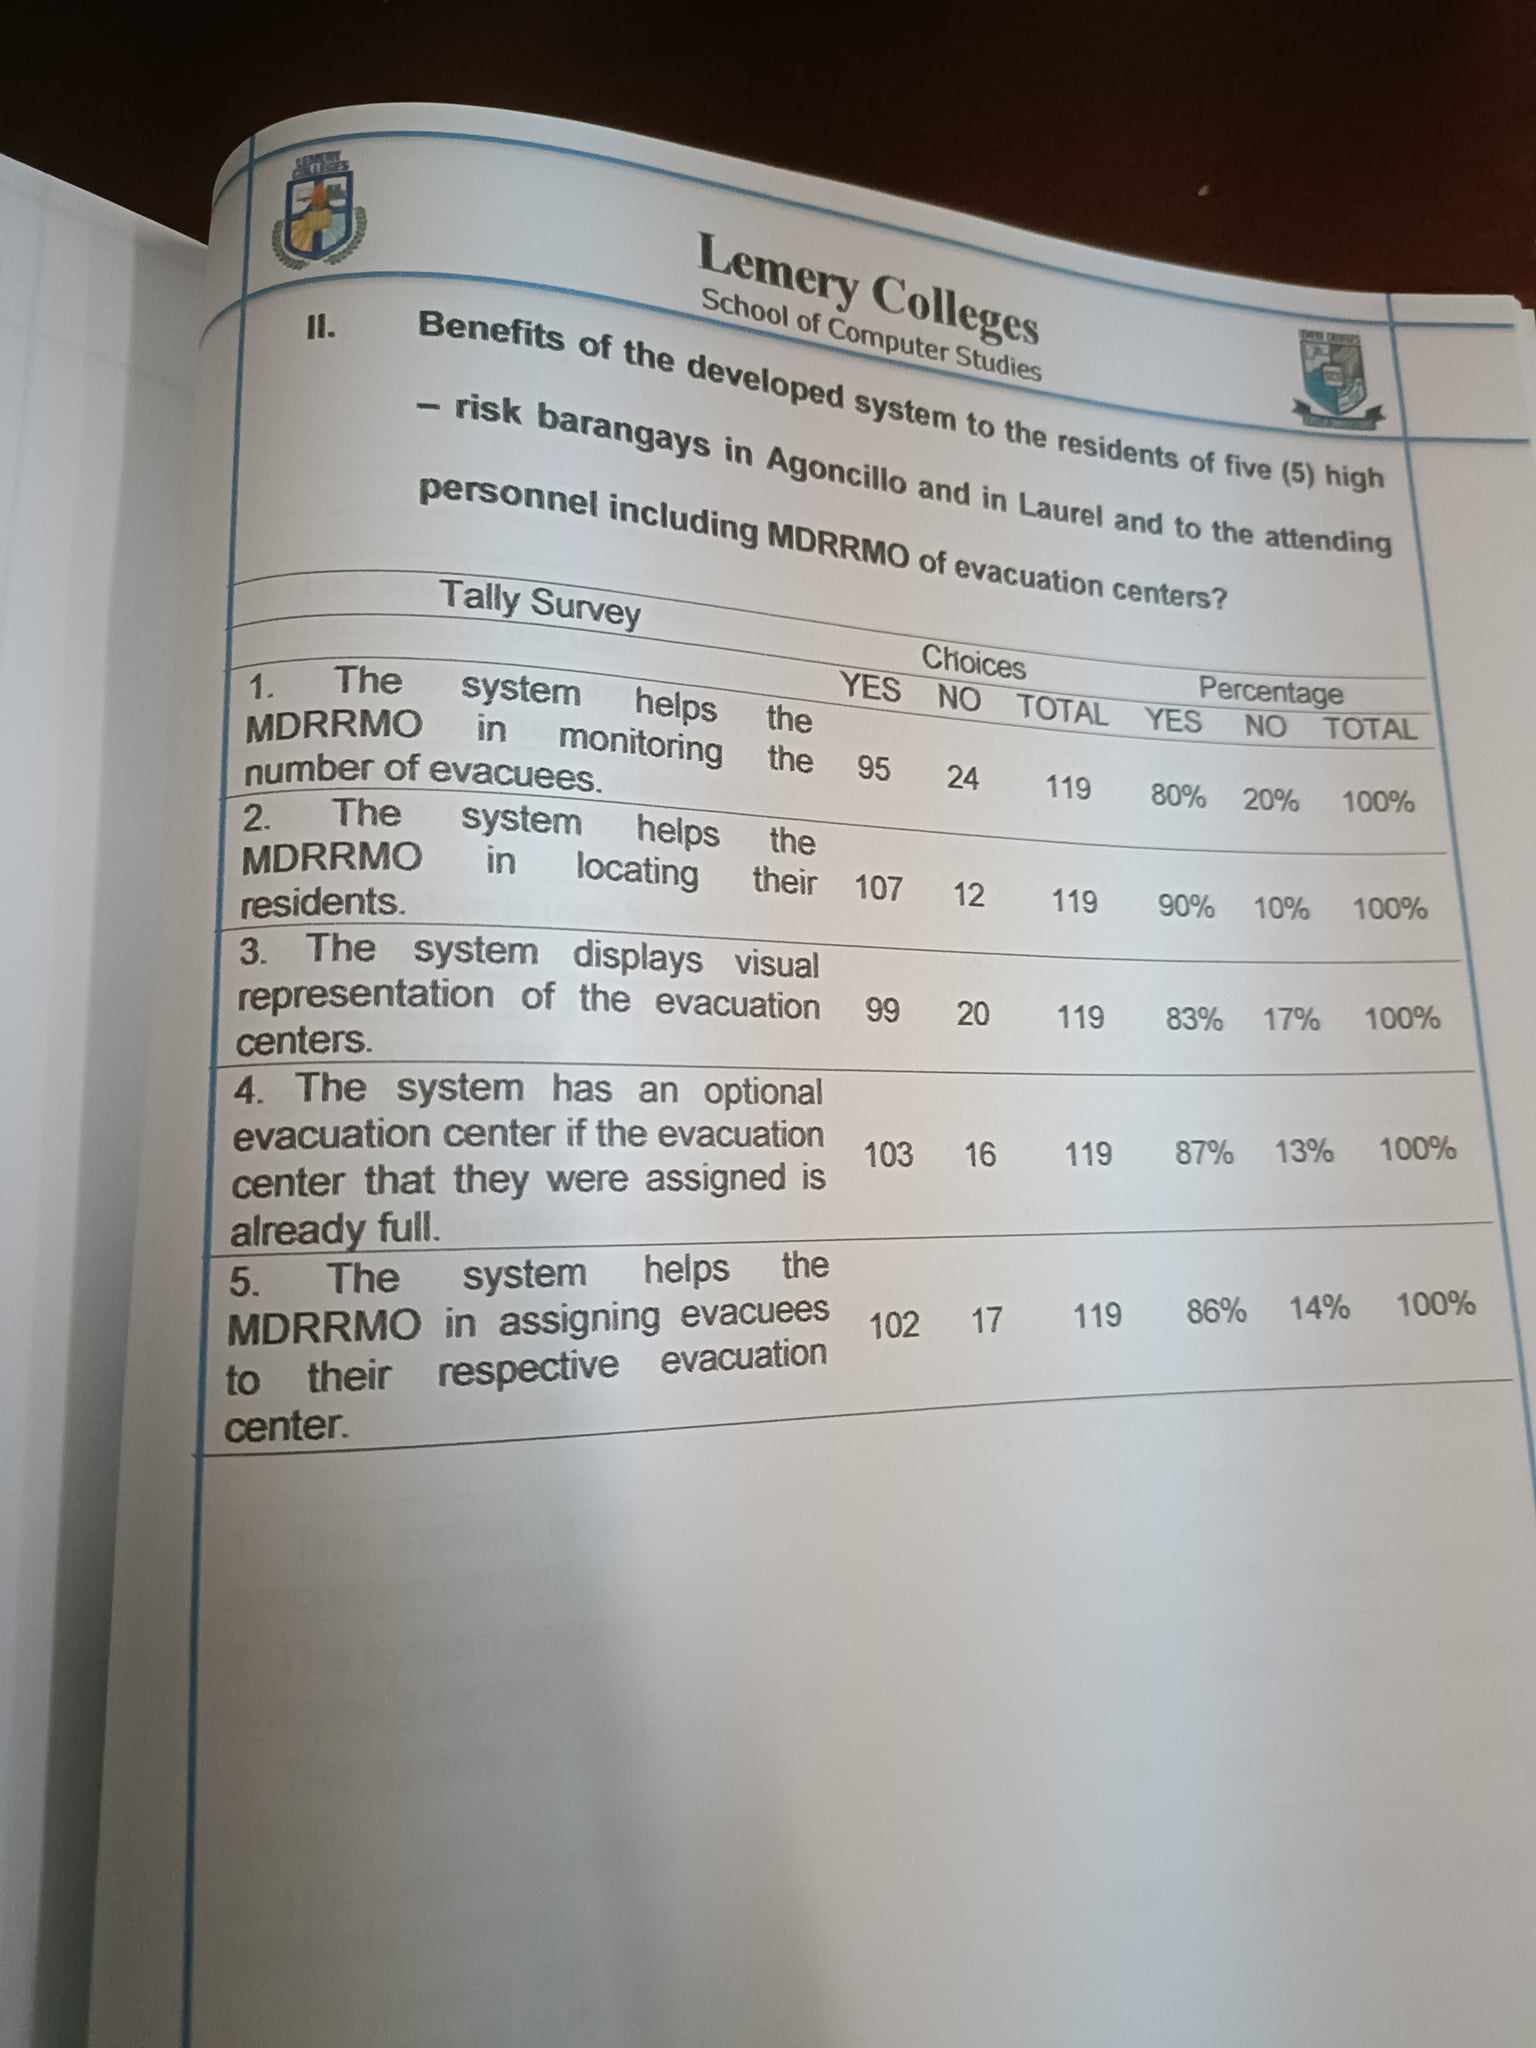 LEMERY
COLLEGES
Lemery Colleges
School of Computer Studies
II. Benefits of the developed system to the residents of five (5) high
– risk barangays in Agoncillo and in Laurel and to the attending
personnel including MDRRMO of evacuation centers?
Tally Survey Choices Percentage
YES NO TOTAL YES NO TOTAL
1. The system helps the
MDRRMO in monitoring the 95 24 119 80% 20% 100%
number of evacuees.
2. The system helps the
MDRRMO in locating their 107 12 119 90% 10% 100%
residents.
3. The system displays visual
representation of the evacuation 99 20 119 83% 17% 100%
centers.
4. The system has an optional
evacuation center if the evacuation 103 16 119 87% 13% 100%
center that they were assigned is
already full.
5. The system helps the
MDRRMO in assigning evacuees 102 17 119 86% 14% 100%
to their respective evacuation
center.